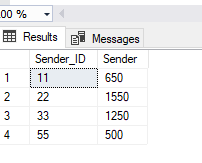 00 %
Results Messages
Sender_ID Sender
1 11 650
2 22 1550
3 33 1250
4 55 500